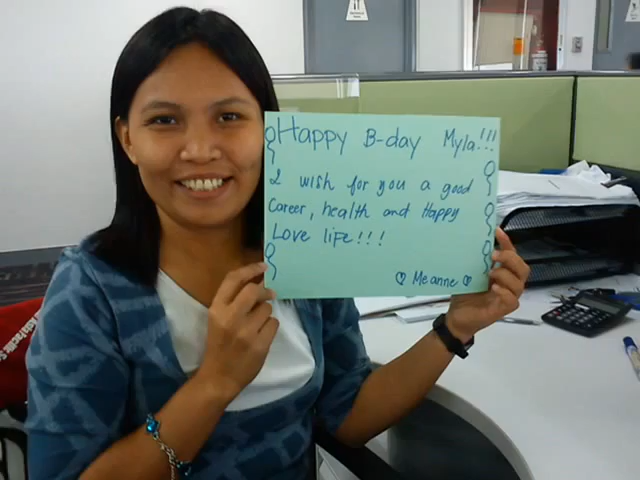 Happy B-day Myla!!!
I wish for you a good
Career, health and Happy
Love life!!!
Meanne